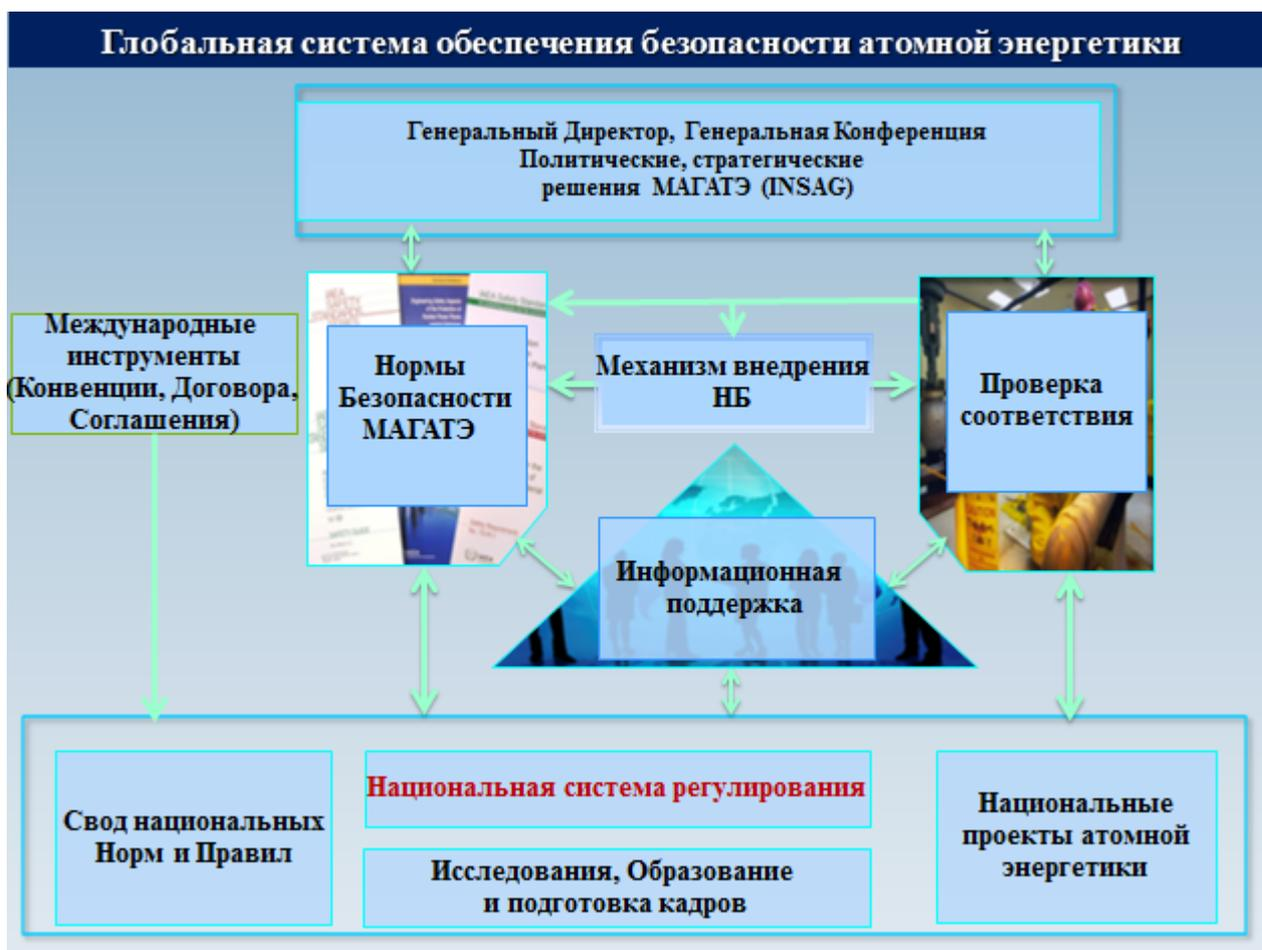 Глобальная система обеспечения безопасности атомной энергетики
Генеральный Директор, Генеральная Конференция
Политические, стратегические
решения МАГАТЭ (INSAG)
Международные
инструменты
(Конвенции, Договора,
Соглашения)
Нормы
Безопасности
МАГАТЭ
Механизм внедрения
НБ
Проверка
соответствия
Информационная
поддержка
Свод национальных
Норм и Правил
Национальная система регулирования
Исследования, Образование
и подготовка кадров
Национальные
проекты атомной
энергетики